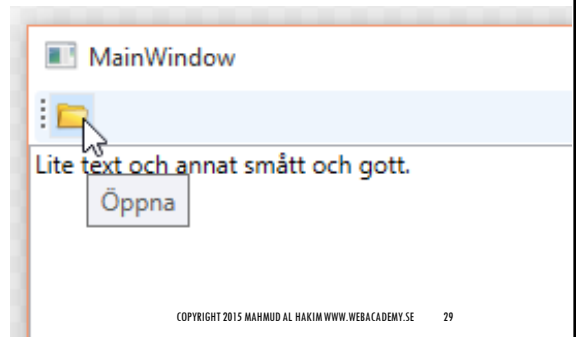 MainWindow
Lite text och annat smått och gott.
Öppna
COPYRIGHT 2015 MAHMUD AL HAKIM WWW.WEBACADEMY.SE 29